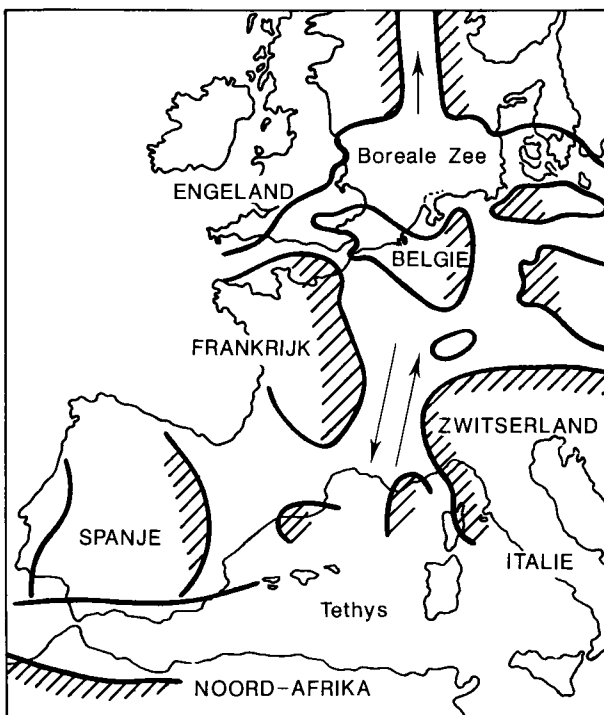 Boreale Zee
ENGELAND
BELGIE
FRANKRIJK
ZWITSERLAND
SPANJE
ITALIE
Tethys
NOORD-AFRIKA